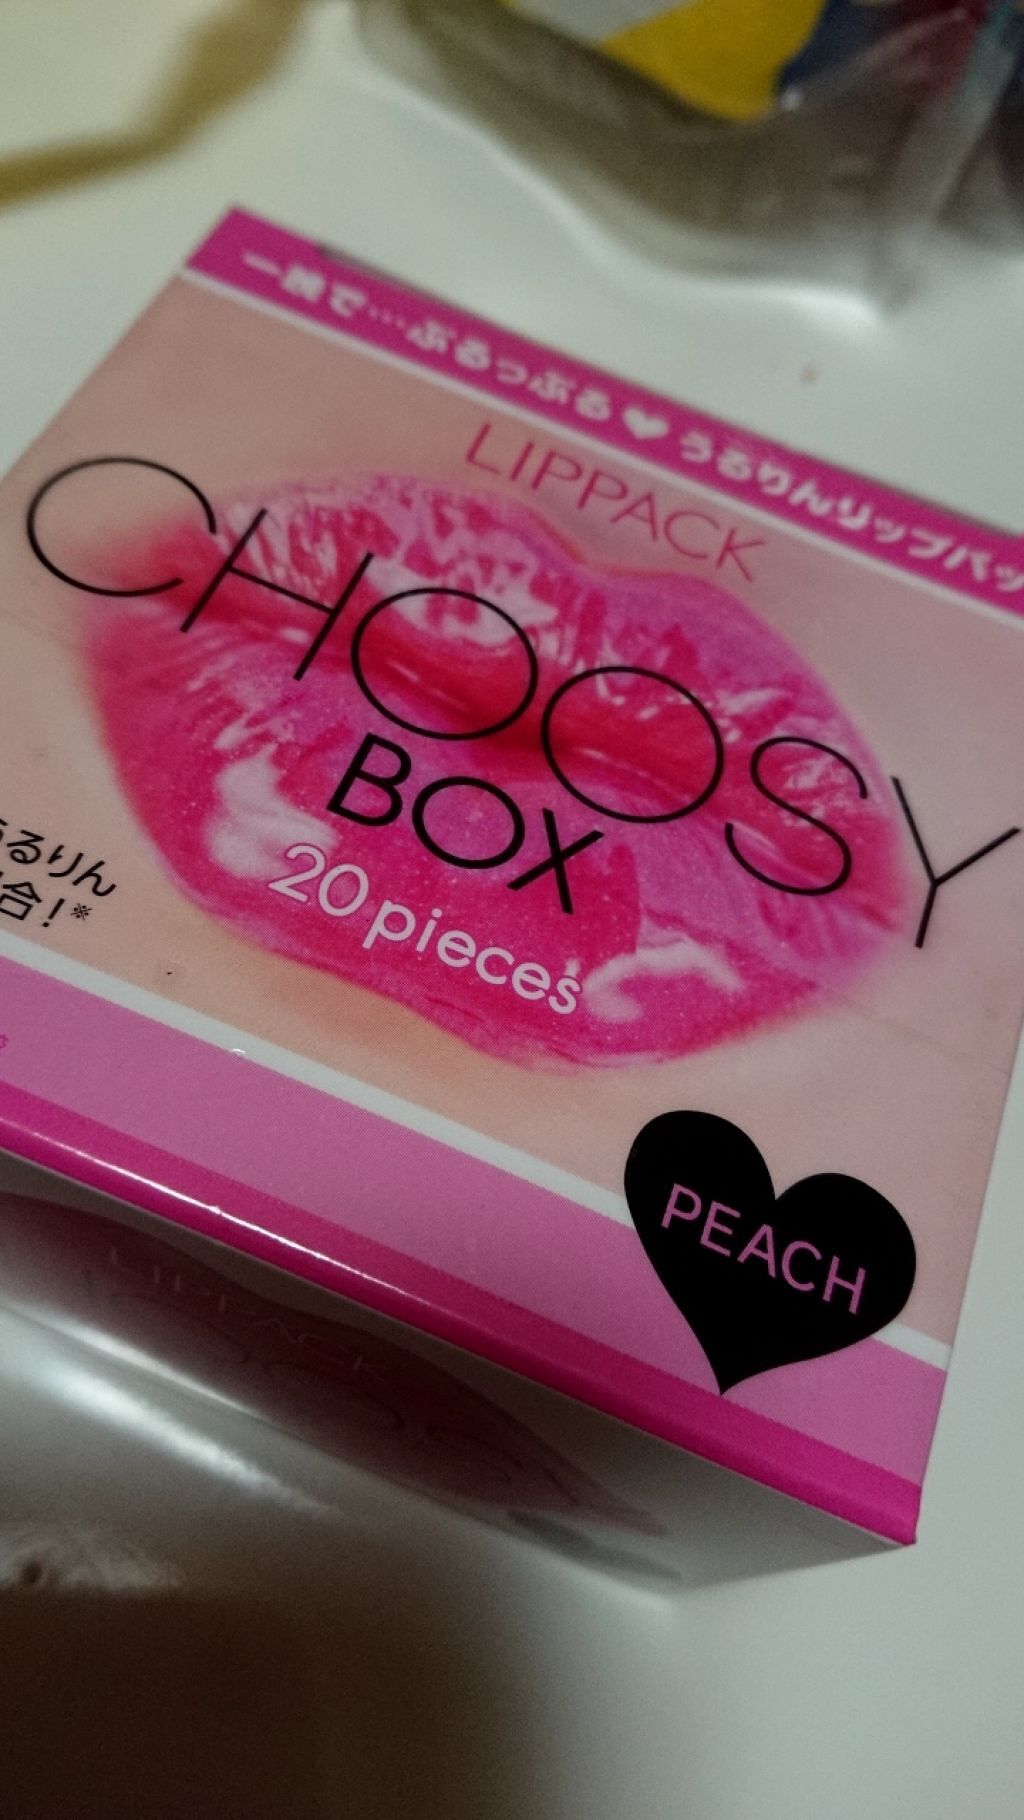 一晩で…ぷるっぷる♥うるりんリップパッ
LIPPACK
CHOOSY
BOX
20 pieces
うるりん
合！※
PEACH
LIPPACK